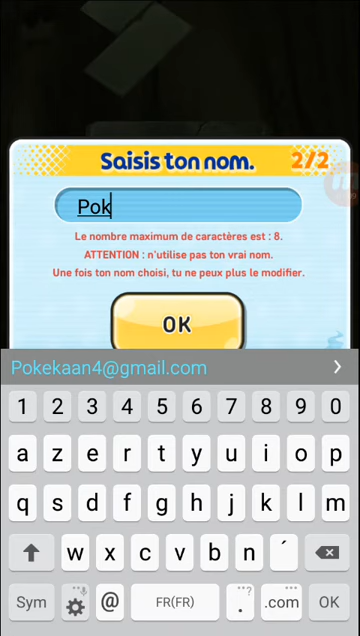 Saisis ton nom. 2/2
Pok
Le nombre maximum de caractères est : 8.
ATTENTION : n'utilise pas ton vrai nom.
Une fois ton nom choisi, tu ne peux plus le modifier.
OK
Pokekaan4@gmail.com
1 2 3 4 5 6 7 8 9 0
a z e r t y u i o p
q s d f g h j k l m
w x c v b n ´
Sym @ FR(FR) . .com OK